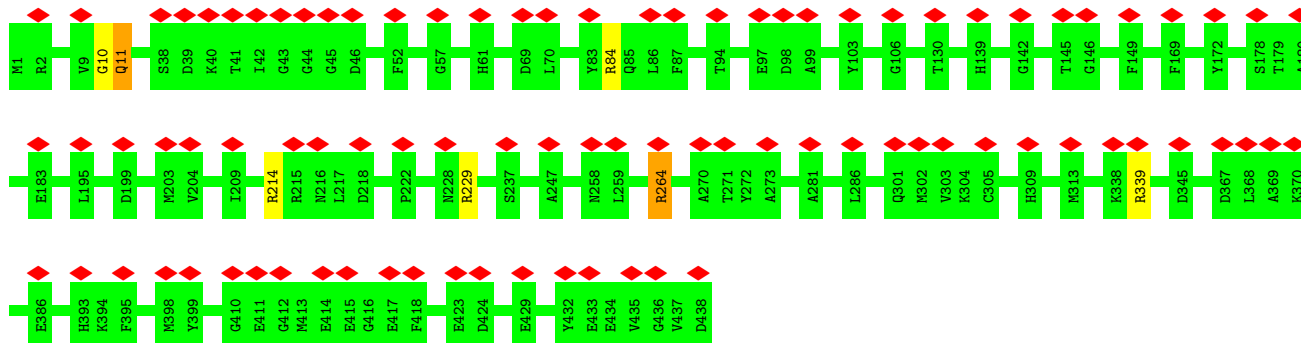 M1 R2 V9 G10 Q11 S38 D39 K40 T41 I42 G43 G44 G45 D46 F52 G57 H61 D69 L70 Y83 R84 Q85 L86 F87 T94 E97 D98 A99 Y103 G106 T130 H139 G142 T145 G146 F149 F169 Y172 S178 T179
E183 L195 D199 M203 V204 I209 R214 R215 N216 L217 D218 P222 N228 R229 S237 A247 N258 L259 R264 A270 T271 Y272 A273 A281 L286 Q301 M302 V303 K304 C305 H309 M313 K338 R339 D345 D367 L368 A369 K370
E386 H393 K394 F395 M398 Y399 G410 E411 G412 M413 E414 E415 G416 E417 F418 E423 D424 E429 Y432 E433 E434 V435 G436 V437 D438